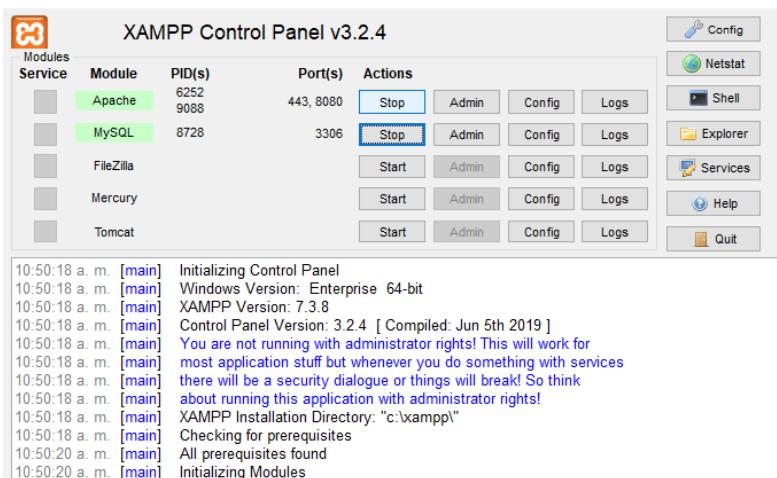 XAMPP Control Panel v3.2.4
Config
Modules
Service Module PID(s) Port(s) Actions
Netstat
Apache 6252 9088 443, 8080 Stop Admin Config Logs
Shell
MySQL 8728 3306 Stop Admin Config Logs
Explorer
FileZilla Start Admin Config Logs
Services
Mercury Start Admin Config Logs
Help
Tomcat Start Admin Config Logs
Quit
10:50:18 a. m. [main] Initializing Control Panel
10:50:18 a. m. [main] Windows Version: Enterprise 64-bit
10:50:18 a. m. [main] XAMPP Version: 7.3.8
10:50:18 a. m. [main] Control Panel Version: 3.2.4 [ Compiled: Jun 5th 2019 ]
10:50:18 a. m. [main] You are not running with administrator rights! This will work for
10:50:18 a. m. [main] most application stuff but whenever you do something with services
10:50:18 a. m. [main] there will be a security dialogue or things will break! So think
10:50:18 a. m. [main] about running this application with administrator rights!
10:50:18 a. m. [main] XAMPP Installation Directory: "c:\xampp\"
10:50:18 a. m. [main] Checking for prerequisites
10:50:20 a. m. [main] All prerequisites found
10:50:20 a. m. [main] Initializing Modules